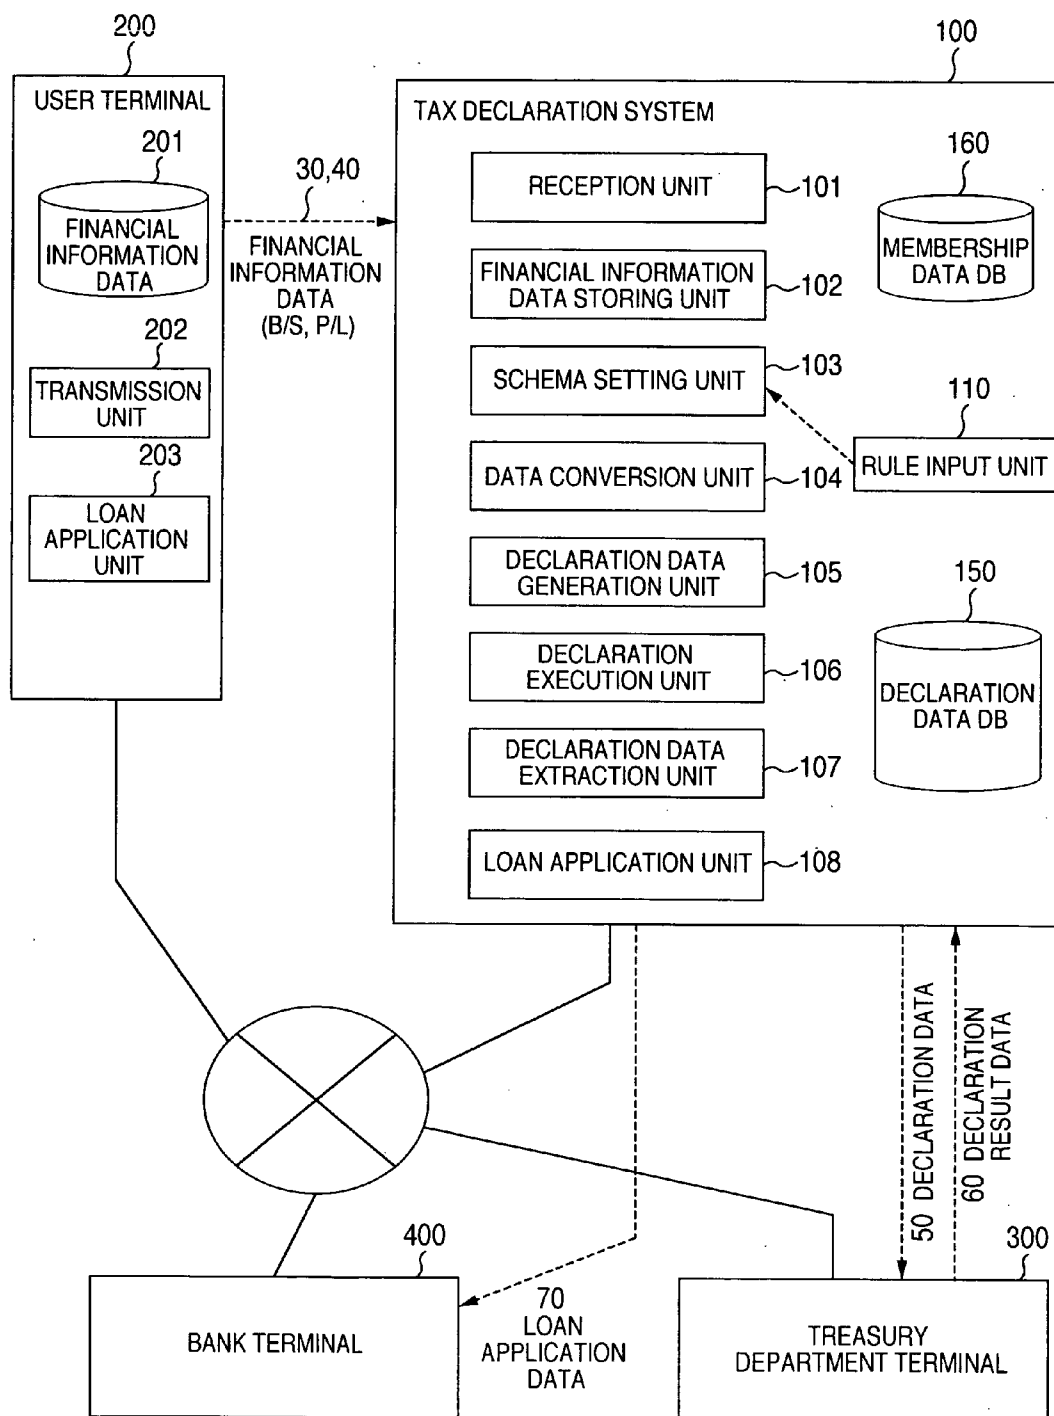 200
USER TERMINAL
201
FINANCIAL
INFORMATION
DATA
202
TRANSMISSION
UNIT
203
LOAN
APPLICATION
UNIT
30,40
FINANCIAL
INFORMATION
DATA
(B/S, P/L)
100
TAX DECLARATION SYSTEM
RECEPTION UNIT
101
FINANCIAL INFORMATION
DATA STORING UNIT
102
SCHEMA SETTING UNIT
103
DATA CONVERSION UNIT
104
DECLARATION DATA
GENERATION UNIT
105
DECLARATION
EXECUTION UNIT
106
DECLARATION DATA
EXTRACTION UNIT
107
LOAN APPLICATION UNIT
108
160
MEMBERSHIP
DATA DB
110
RULE INPUT UNIT
150
DECLARATION
DATA DB
50 DECLARATION DATA
60 DECLARATION
RESULT DATA
400
BANK TERMINAL
70
LOAN
APPLICATION
DATA
300
TREASURY
DEPARTMENT TERMINAL